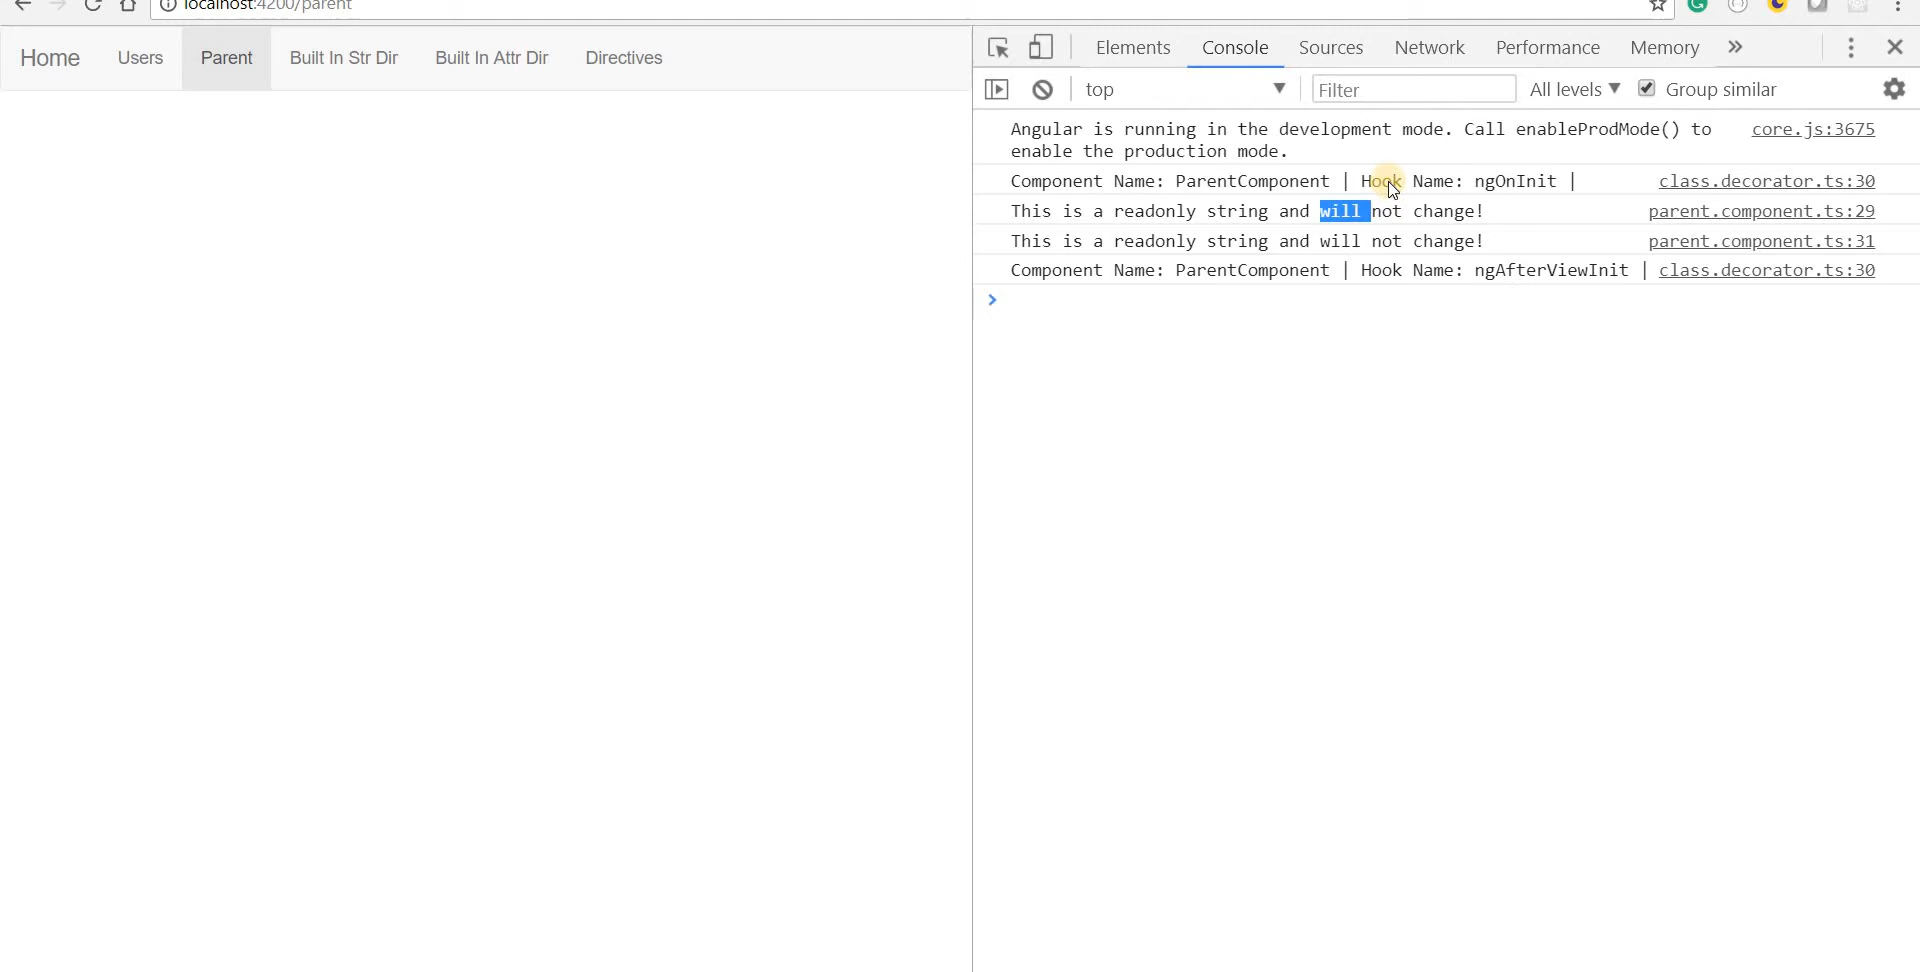 localhost:4200/parent
Home Users Parent Built In Str Dir Built In Attr Dir Directives
Elements Console Sources Network Performance Memory »
top Filter All levels Group similar
Angular is running in the development mode. Call enableProdMode() to core.js:3675
enable the production mode.
Component Name: ParentComponent | Hook Name: ngOnInit | class.decorator.ts:30
This is a readonly string and will not change! parent.component.ts:29
This is a readonly string and will not change! parent.component.ts:31
Component Name: ParentComponent | Hook Name: ngAfterViewInit | class.decorator.ts:30